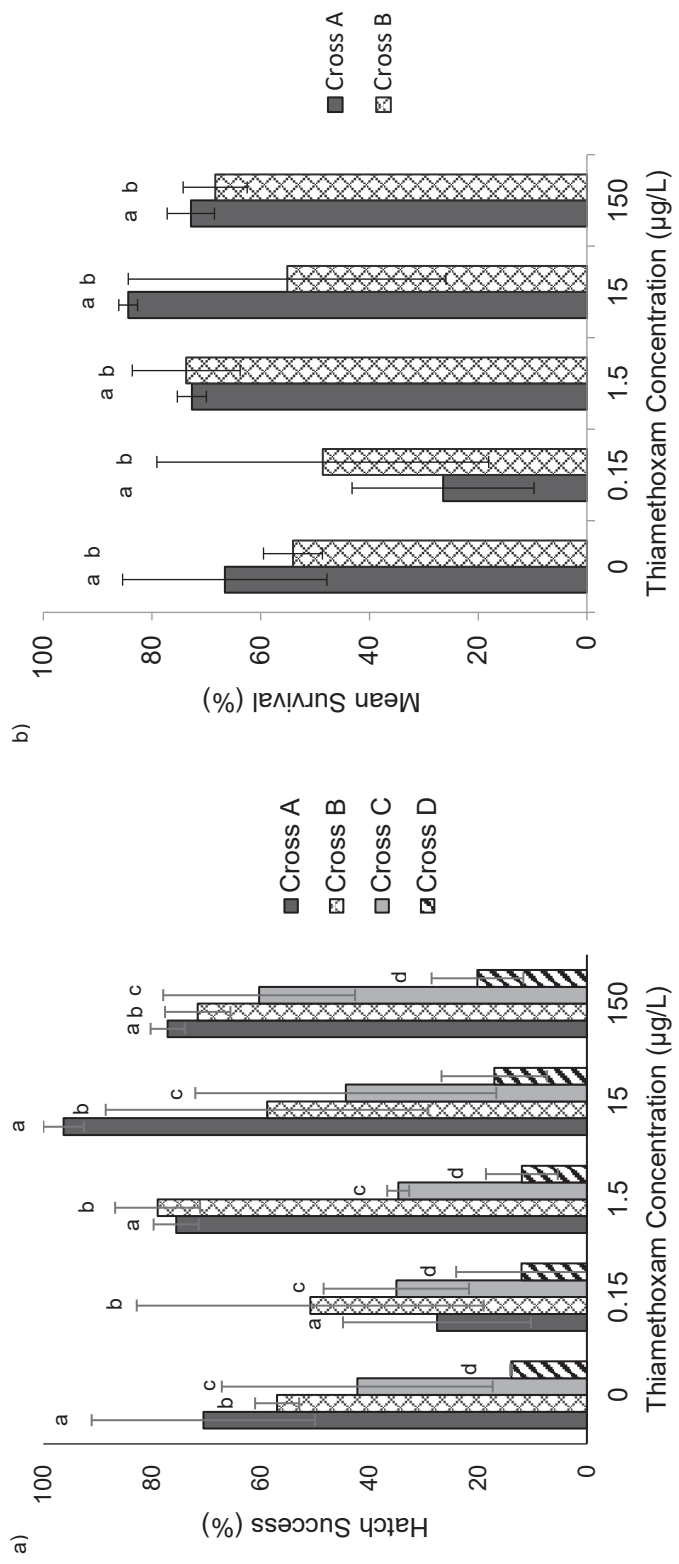 a)
Hatch Success (%)
100
80
60
40
20
0
a
b
c
d
a
b
c
d
a
b
c
d
a
b
c
a
b
c
d
0
0.15
1.5
15
150
Thiamethoxam Concentration (µg/L)
Cross A
Cross B
Cross C
Cross D
b)
Mean Survival (%)
100
80
60
40
20
0
a
b
a
b
a
b
a
b
a
b
0
0.15
1.5
15
150
Thiamethoxam Concentration (µg/L)
Cross A
Cross B